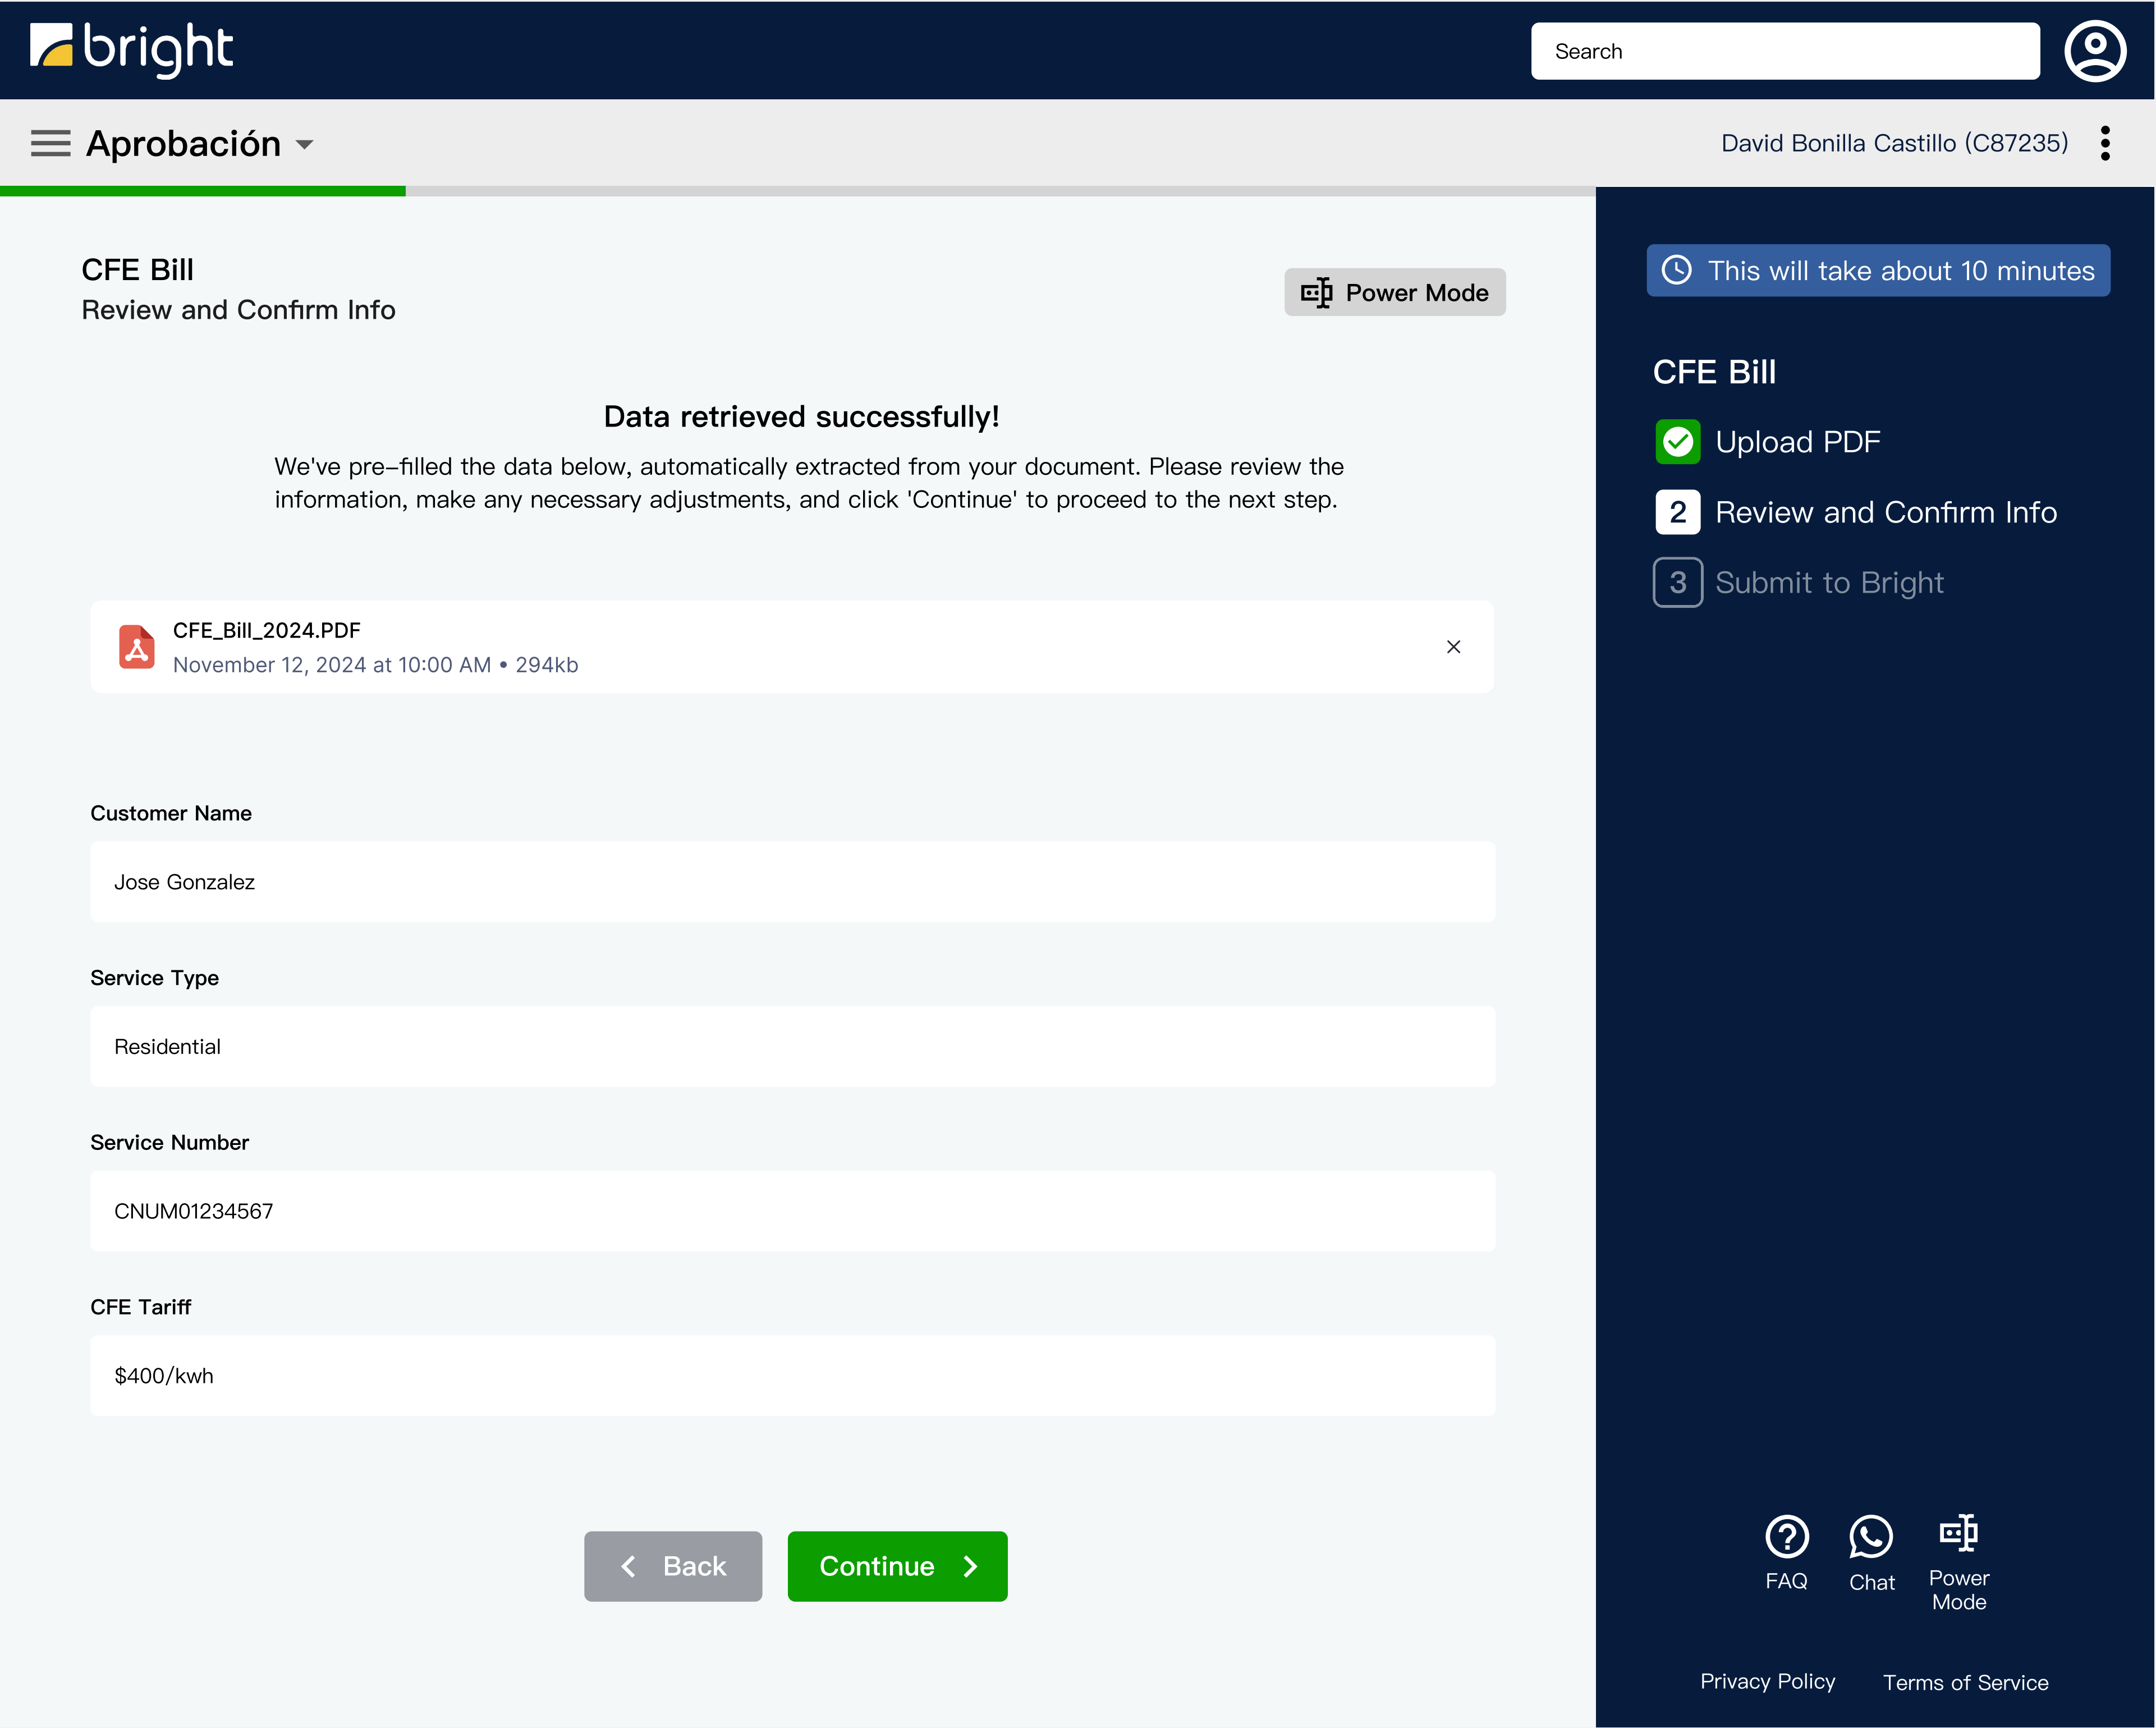 bright
Search
Aprobación
David Bonilla Castillo (C87235)
CFE Bill
Review and Confirm Info
Power Mode
Data retrieved successfully!
We've pre-filled the data below, automatically extracted from your document. Please review the
information, make any necessary adjustments, and click 'Continue' to proceed to the next step.
CFE_Bill_2024.PDF
November 12, 2024 at 10:00 AM • 294kb
Customer Name
Jose Gonzalez
Service Type
Residential
Service Number
CNUM01234567
CFE Tariff
$400/kwh
Back
Continue
This will take about 10 minutes
CFE Bill
Upload PDF
2 Review and Confirm Info
3 Submit to Bright
FAQ
Chat
Power
Mode
Privacy Policy
Terms of Service